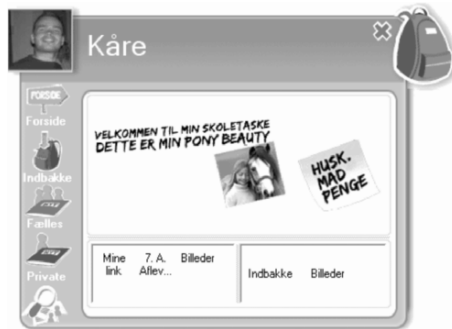 Kåre
FORSIDE
Forside
Indbakke
Fælles
Private
VELKOMMEN TIL MIN SKOLETASKE
DETTE ER MIN PONY BEAUTY
HUSK.
MAD
PENGE
Mine link
7. A. Aflev...
Billeder
Indbakke
Billeder